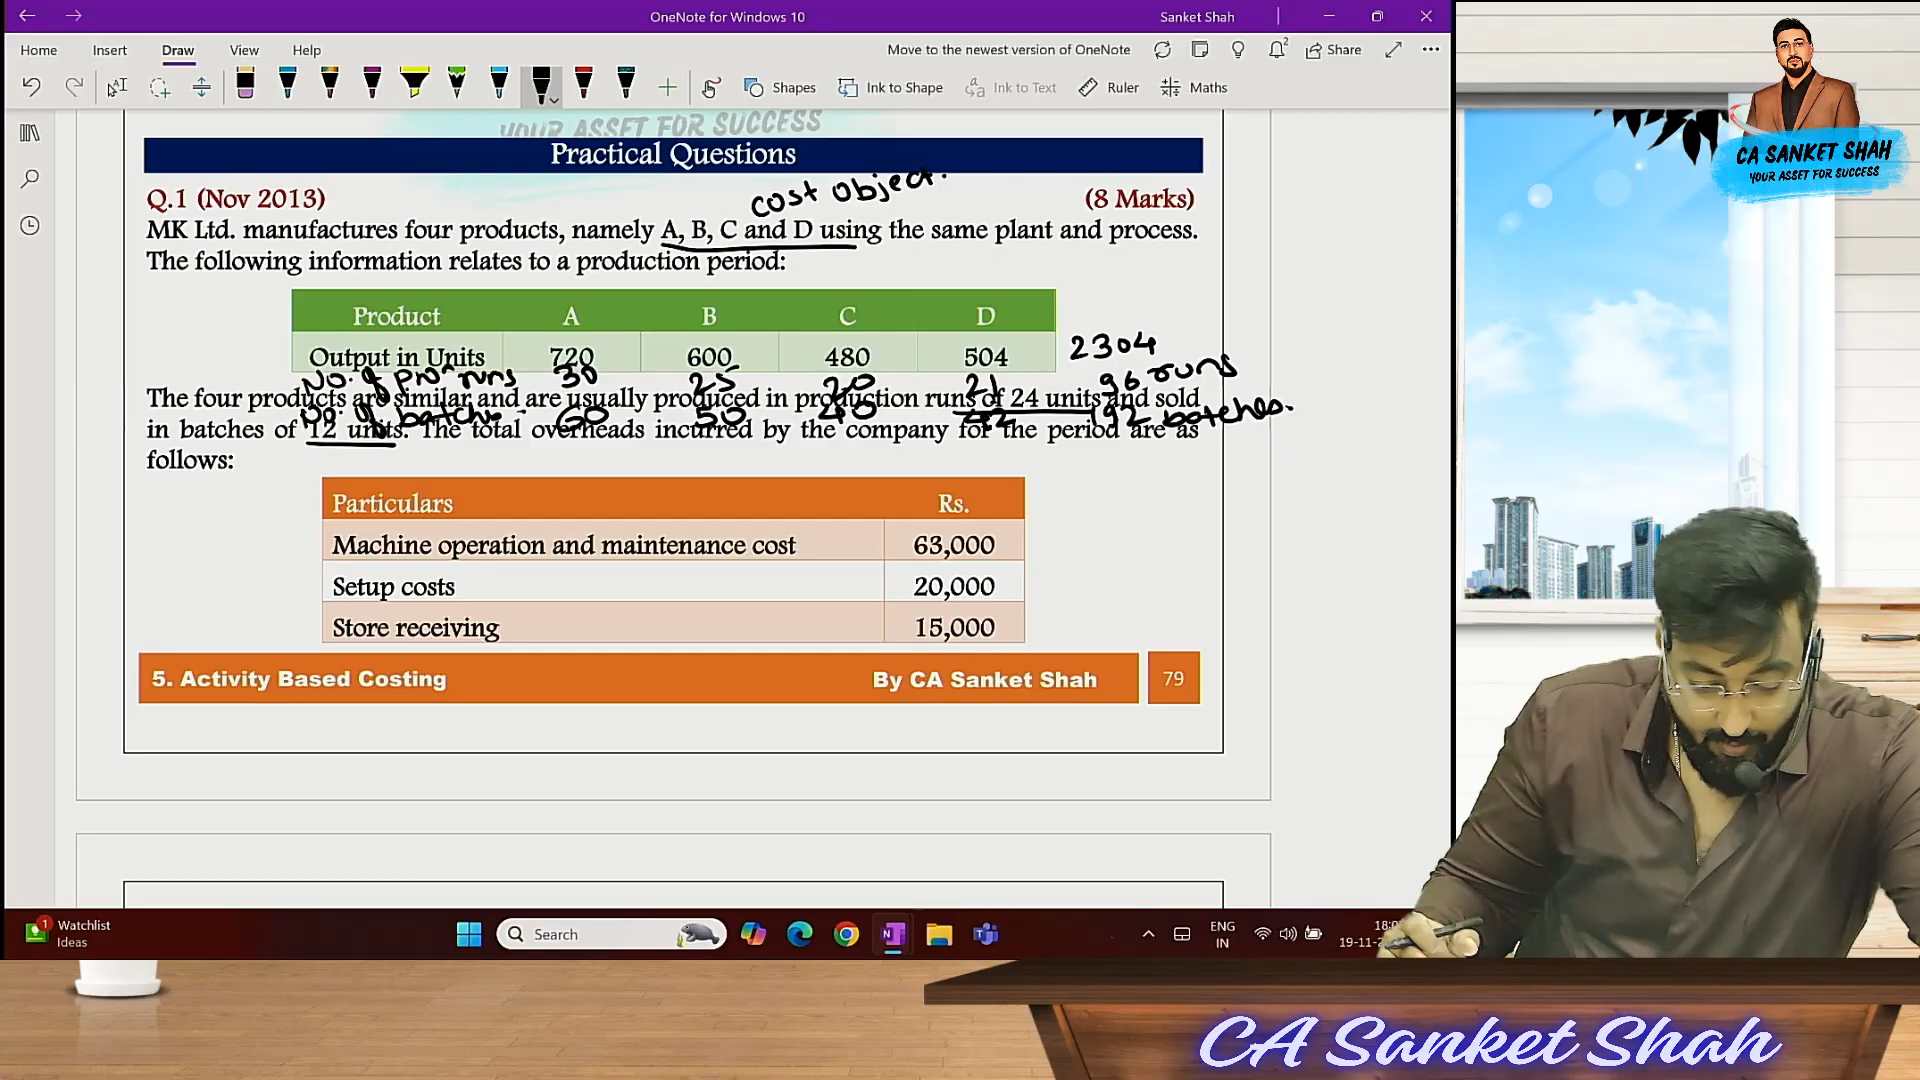 OneNote for Windows 10
Sanket Shah
Home Insert Draw View Help
Move to the newest version of OneNote
2
Share
Shapes
Ink to Shape
Ink to Text
Ruler
Maths
YOUR ASSET FOR SUCCESS
Practical Questions
cost object.
Q.1 (Nov 2013) (8 Marks)
MK Ltd. manufactures four products, namely A, B, C and D using the same plant and process.
The following information relates to a production period:
Product A B C D
Output in Units 720 600 480 504 2304
No. of prod^n runs 30 25 20 21 96 runs
The four products are similar and are usually produced in production runs of 24 units and sold
No. of batches. 60 50 40 42 192 batches.
in batches of 12 units. The total overheads incurred by the company for the period are as
follows:
Particulars Rs.
Machine operation and maintenance cost 63,000
Setup costs 20,000
Store receiving 15,000
5. Activity Based Costing By CA Sanket Shah 79
CA SANKET SHAH
YOUR ASSET FOR SUCCESS
1
Watchlist
Ideas
Search
ENG
IN
18:0
19-11-
CA Sanket Shah